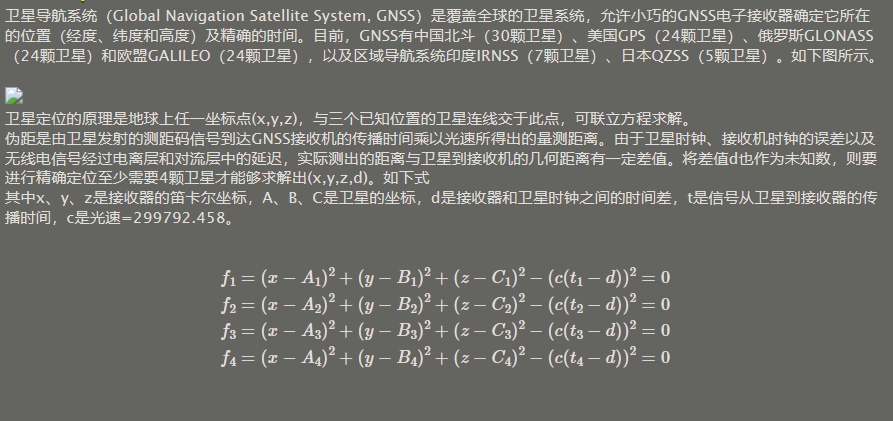 卫星导航系统（Global Navigation Satellite System, GNSS）是覆盖全球的卫星系统，允许小巧的GNSS电子接收器确定它所在
的位置（经度、纬度和高度）及精确的时间。目前，GNSS有中国北斗（30颗卫星）、美国GPS（24颗卫星）、俄罗斯GLONASS
（24颗卫星）和欧盟GALILEO（24颗卫星），以及区域导航系统印度IRNSS（7颗卫星）、日本QZSS（5颗卫星）。如下图所示。
卫星定位的原理是地球上任一坐标点(x,y,z)，与三个已知位置的卫星连线交于此点，可联立方程求解。
伪距是由卫星发射的测距码信号到达GNSS接收机的传播时间乘以光速所得出的量测距离。由于卫星时钟、接收机时钟的误差以及
无线电信号经过电离层和对流层中的延迟，实际测出的距离与卫星到接收机的几何距离有一定差值。将差值d也作为未知数，则要
进行精确定位至少需要4颗卫星才能够求解出(x,y,z,d)。如下式
其中x、y、z是接收器的笛卡尔坐标，A、B、C是卫星的坐标，d是接收器和卫星时钟之间的时间差，t是信号从卫星到接收器的传
播时间，c是光速=299792.458。
f₁ = (x − A₁)² + (y − B₁)² + (z − C₁)² − (c(t₁ − d))² = 0
f₂ = (x − A₂)² + (y − B₂)² + (z − C₂)² − (c(t₂ − d))² = 0
f₃ = (x − A₃)² + (y − B₃)² + (z − C₃)² − (c(t₃ − d))² = 0
f₄ = (x − A₄)² + (y − B₄)² + (z − C₄)² − (c(t₄ − d))² = 0